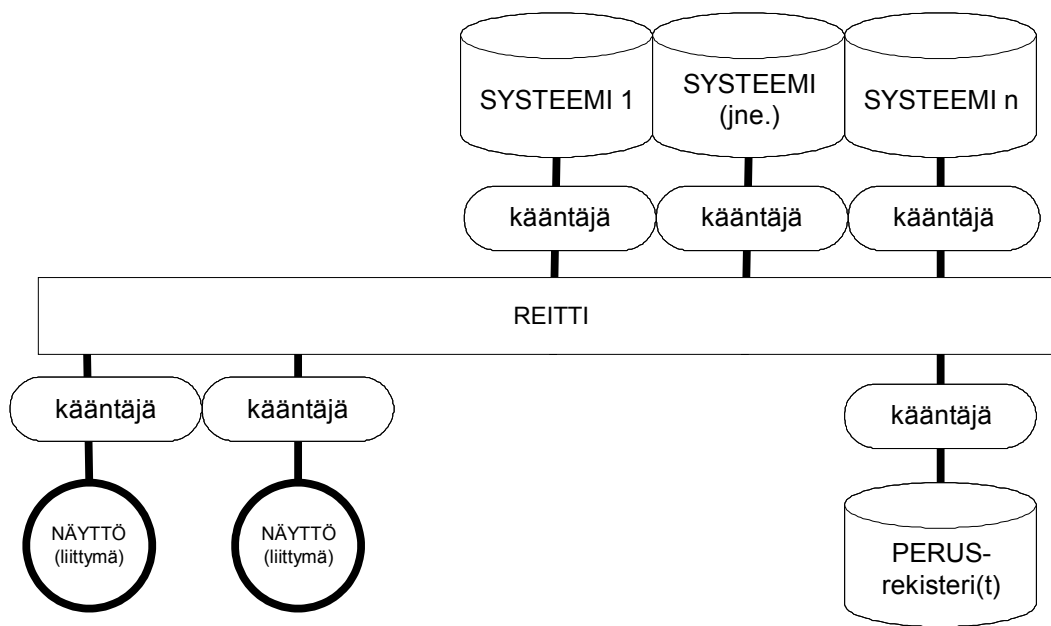 SYSTEEMI 1
SYSTEEMI
(jne.)
SYSTEEMI n
kääntäjä
kääntäjä
kääntäjä
REITTI
kääntäjä
kääntäjä
kääntäjä
NÄYTTÖ
(liittymä)
NÄYTTÖ
(liittymä)
PERUS-
rekisteri(t)